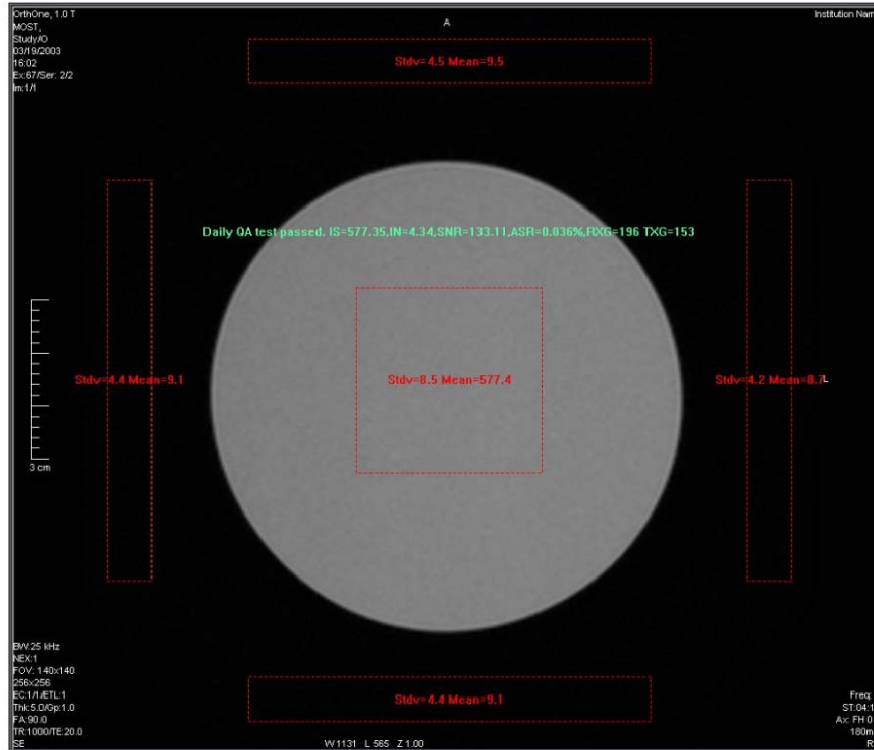 OrthOne, 1.0 T
MOST,
Study/O
03/19/2003
16:02
Ex:67/Ser: 2/2
Im:1/1
A
Institution Nam
Stdv=4.5 Mean=9.5
Daily QA test passed. IS=577.35,IN=4.34,SNR=133.11,ASR=0.036%,RXG=196 TXG=153
Stdv=4.4 Mean=9.1
Stdv=8.5 Mean=577.4
Stdv=4.2 Mean=8.7
L
3 cm
Stdv=4.4 Mean=9.1
BW:25 kHz
NEX:1
FOV: 140x140
256x256
EC:1/1/ETL:1
Thk:5.0/Gp:1.0
FA:90.0
TR:1000/TE:20.0
SE
W 1131 L 565 Z 1.00
Freq:
ST:04:1
Ax: FH 0
180m
R